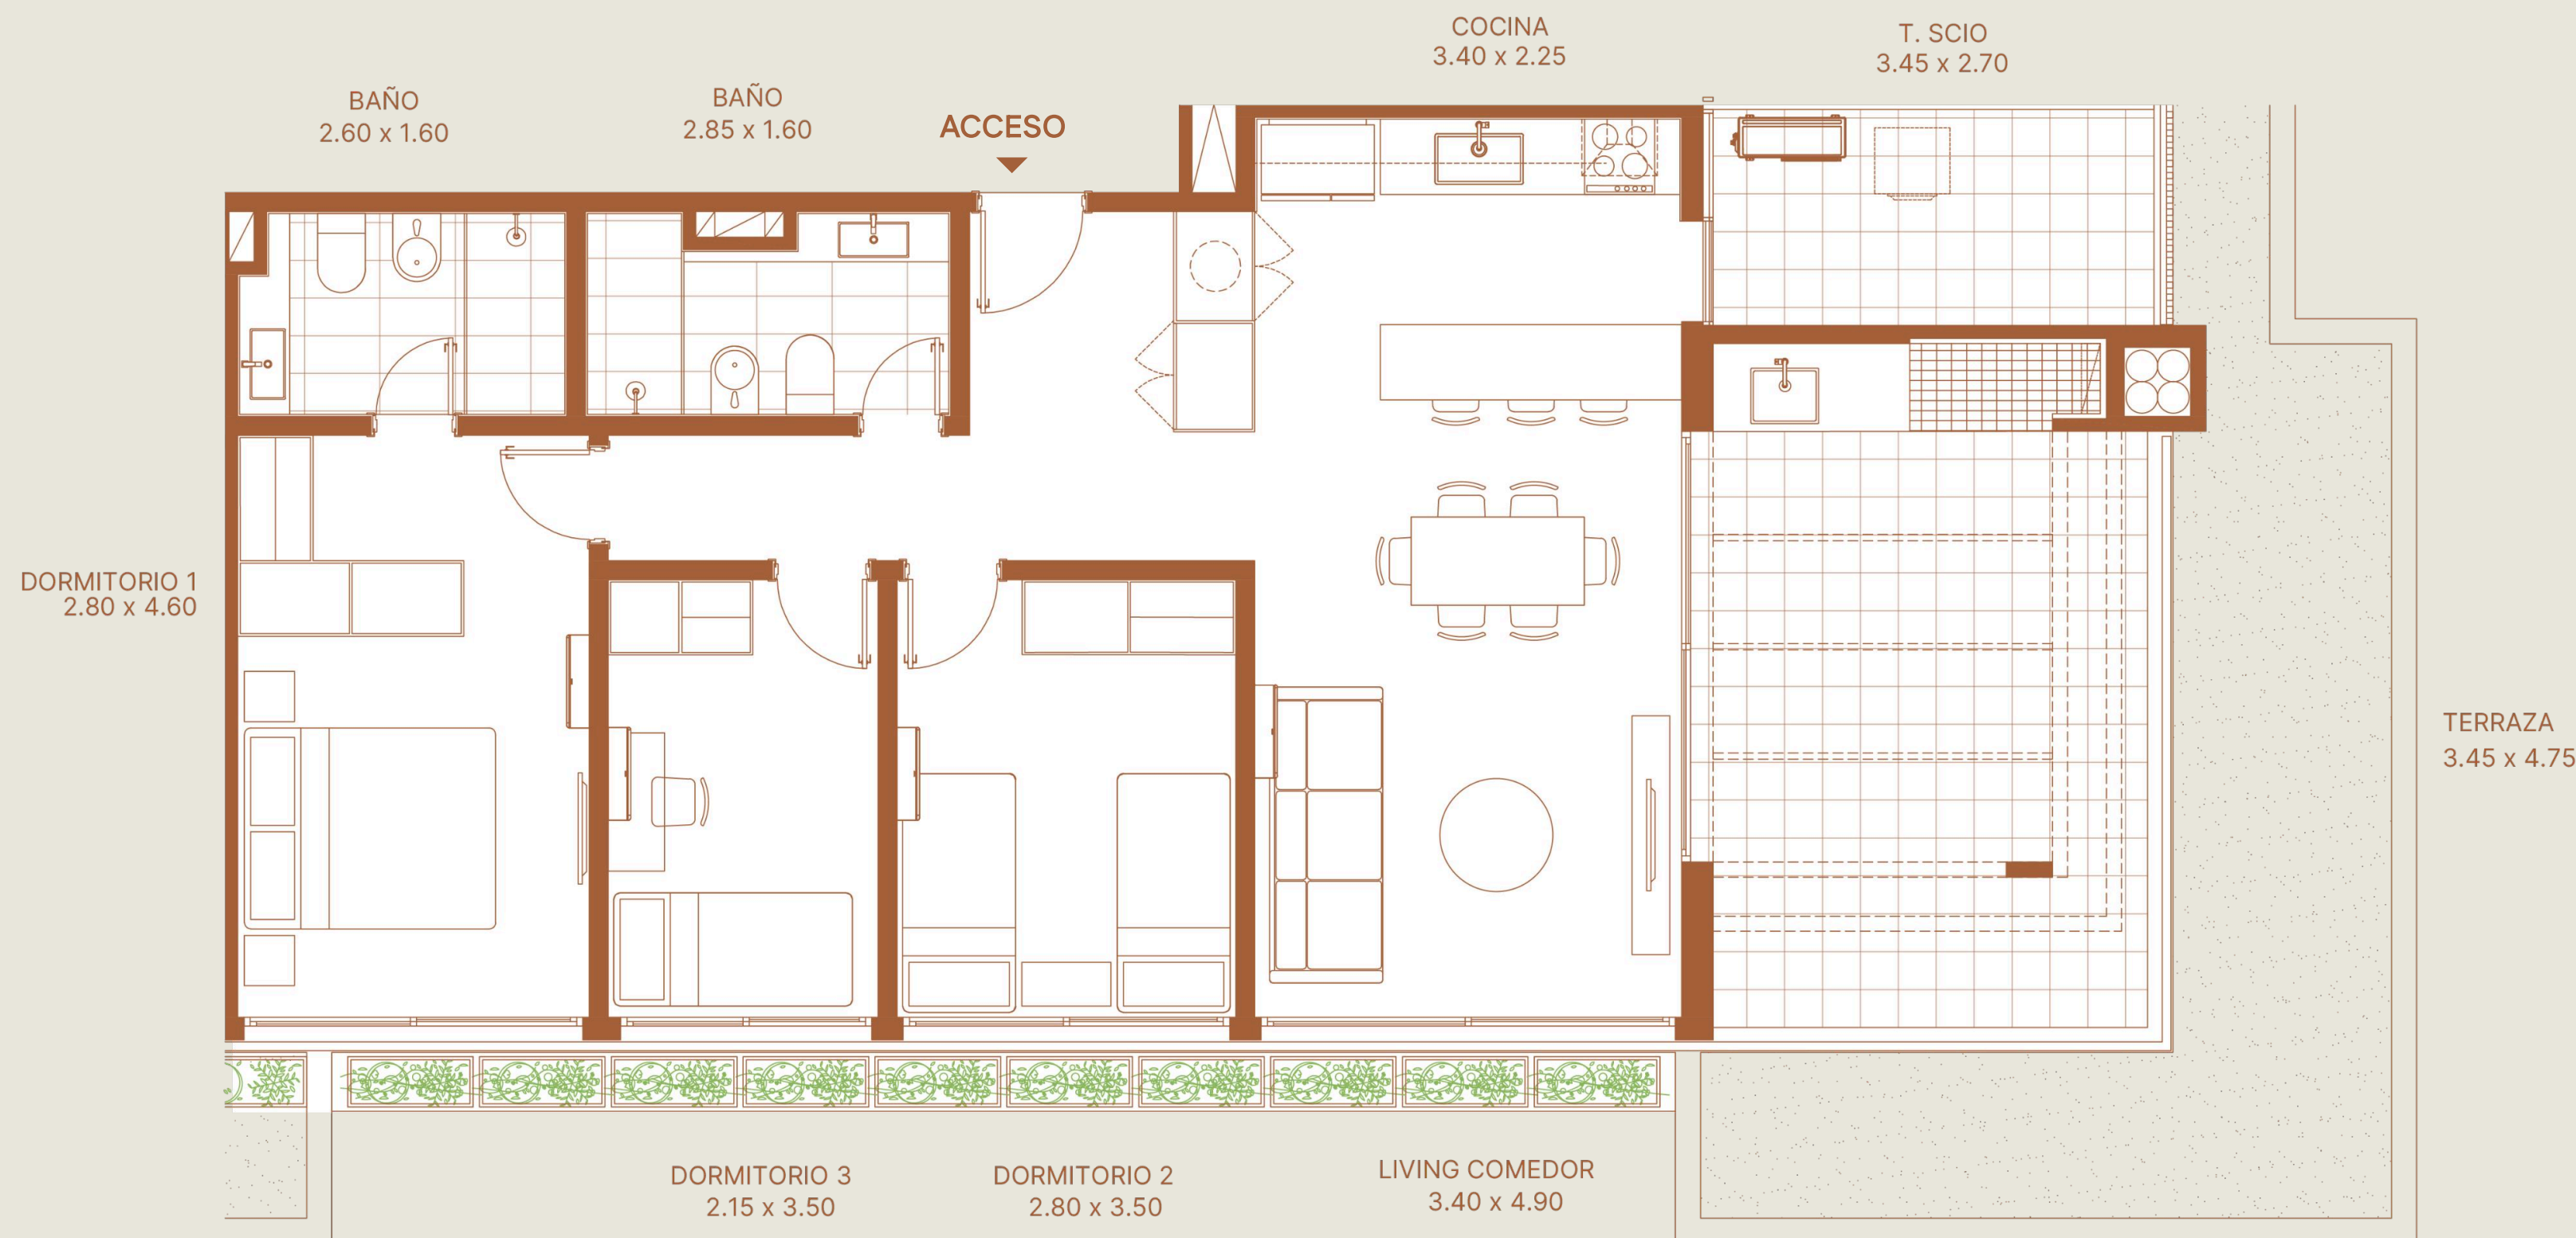 COCINA
3.40 x 2.25
T. SCIO
3.45 x 2.70
BAÑO
2.60 x 1.60
BAÑO
2.85 x 1.60
ACCESO
DORMITORIO 1
2.80 x 4.60
TERRAZA
3.45 x 4.75
DORMITORIO 3
2.15 x 3.50
DORMITORIO 2
2.80 x 3.50
LIVING COMEDOR
3.40 x 4.90